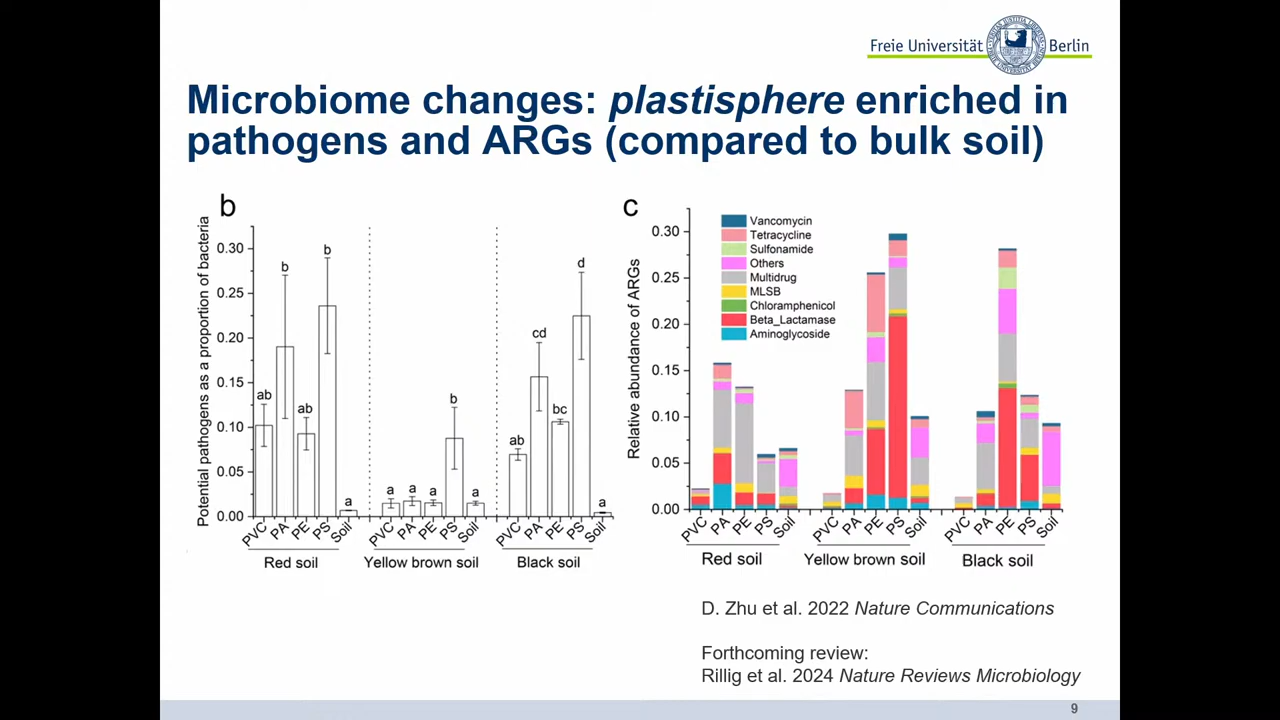 Freie Universität Berlin
Microbiome changes: plastisphere enriched in
pathogens and ARGs (compared to bulk soil)
b
Potential pathogens as a proportion of bacteria
0.30
0.25
0.20
0.15
0.10
0.05
0.00
ab
b
ab
b
a
a
a
a
b
a
ab
cd
bc
d
a
PVC
PA
PE
PS
Soil
PVC
PA
PE
PS
Soil
PVC
PA
PE
PS
Soil
Red soil
Yellow brown soil
Black soil
c
Relative abundance of ARGs
0.30
0.25
0.20
0.15
0.10
0.05
0.00
Vancomycin
Tetracycline
Sulfonamide
Others
Multidrug
MLSB
Chloramphenicol
Beta_Lactamase
Aminoglycoside
PVC
PA
PE
PS
Soil
PVC
PA
PE
PS
Soil
PVC
PA
PE
PS
Soil
Red soil
Yellow brown soil
Black soil
D. Zhu et al. 2022 Nature Communications
Forthcoming review:
Rillig et al. 2024 Nature Reviews Microbiology
9